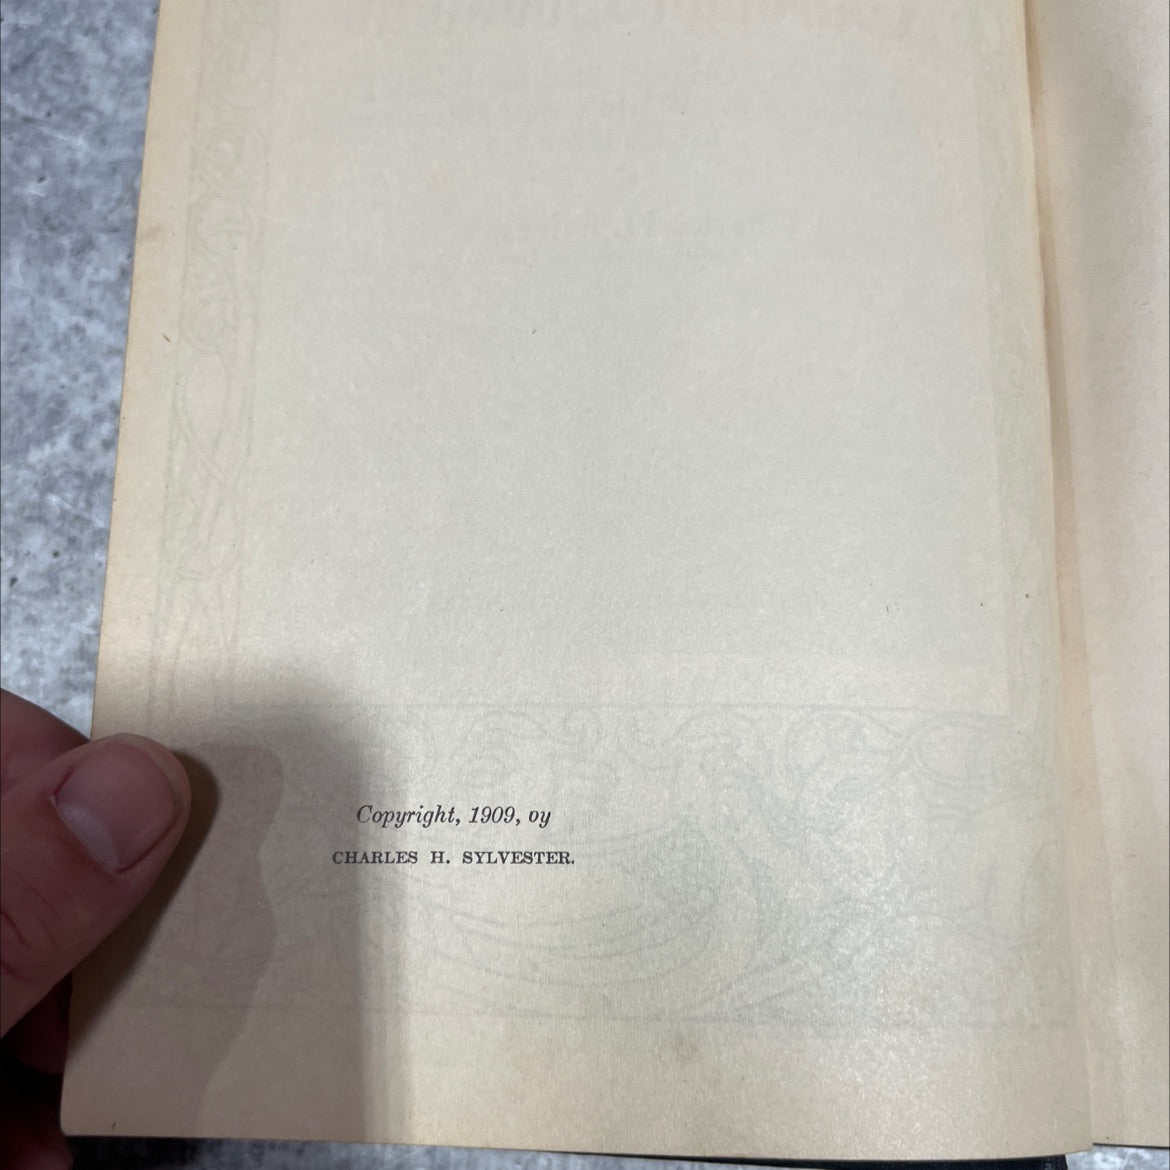 Copyright, 1909, oy
CHARLES H. SYLVESTER.